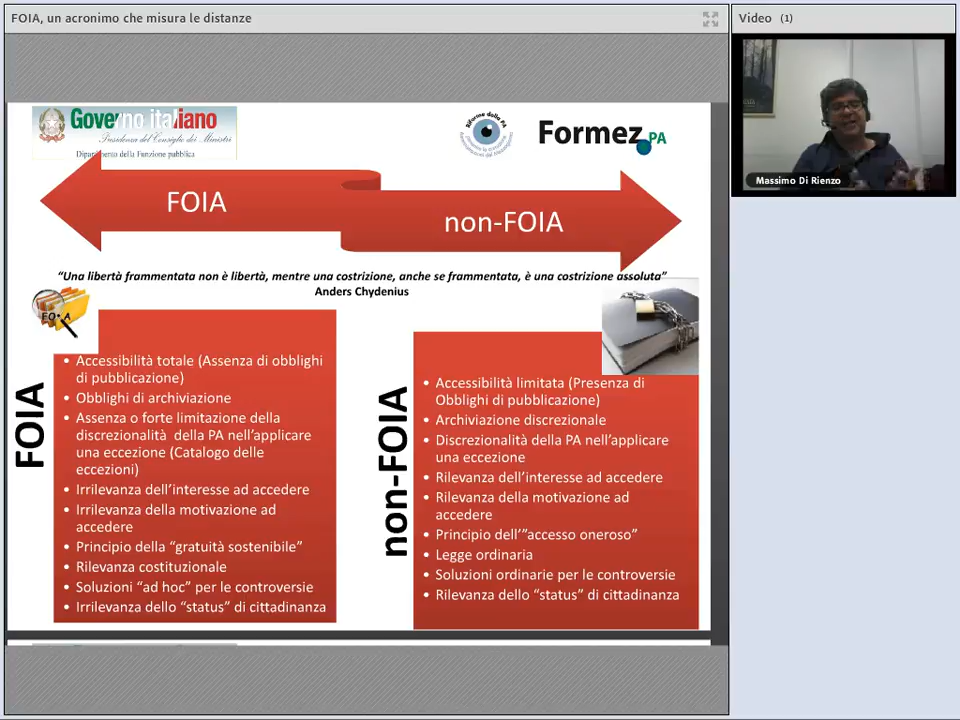 FOIA, un acronimo che misura le distanze
Video (1)
Massimo Di Rienzo
Governo italiano
Presidenza del Consiglio dei Ministri
Dipartimento della Funzione pubblica
Riforme della PA
Formez PA
FOIA
non-FOIA
“Una libertà frammentata non è libertà, mentre una costrizione, anche se frammentata, è una costrizione assoluta”
Anders Chydenius
FOIA
FOIA
• Accessibilità totale (Assenza di obblighi
di pubblicazione)
• Obblighi di archiviazione
• Assenza o forte limitazione della
discrezionalità della PA nell’applicare
una eccezione (Catalogo delle
eccezioni)
• Irrilevanza dell’interesse ad accedere
• Irrilevanza della motivazione ad
accedere
• Principio della “gratuità sostenibile”
• Rilevanza costituzionale
• Soluzioni “ad hoc” per le controversie
• Irrilevanza dello “status” di cittadinanza
non-FOIA
• Accessibilità limitata (Presenza di
Obblighi di pubblicazione)
• Archiviazione discrezionale
• Discrezionalità della PA nell’applicare
una eccezione
• Rilevanza dell’interesse ad accedere
• Rilevanza della motivazione ad
accedere
• Principio dell’”accesso oneroso”
• Legge ordinaria
• Soluzioni ordinarie per le controversie
• Rilevanza dello “status” di cittadinanza